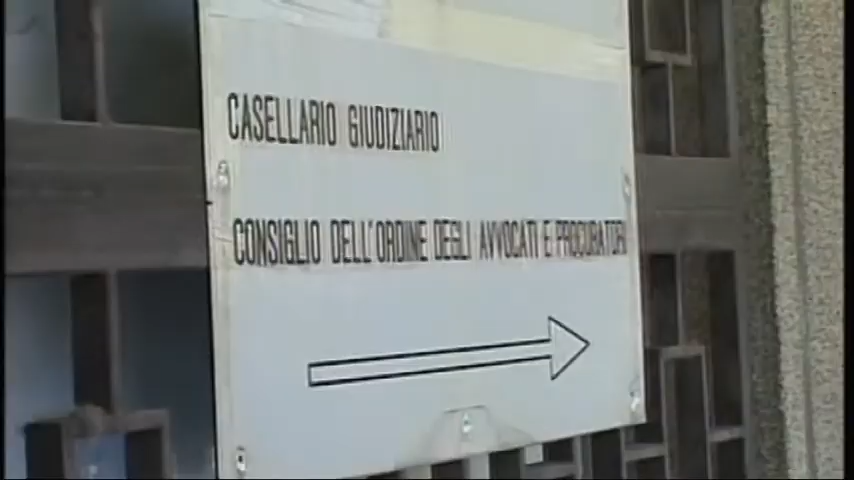 CASELLARIO GIUDIZIARIO
CONSIGLIO DELL'ORDINE DEGLI AVVOCATI E PROCURATORI